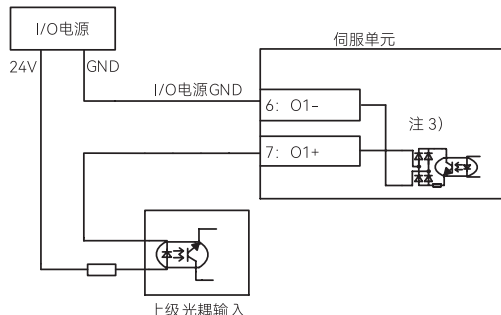 I/O电源
伺服单元
24V
GND
I/O电源GND
6: O1-
注 3)
7: O1+
上级光耦输入